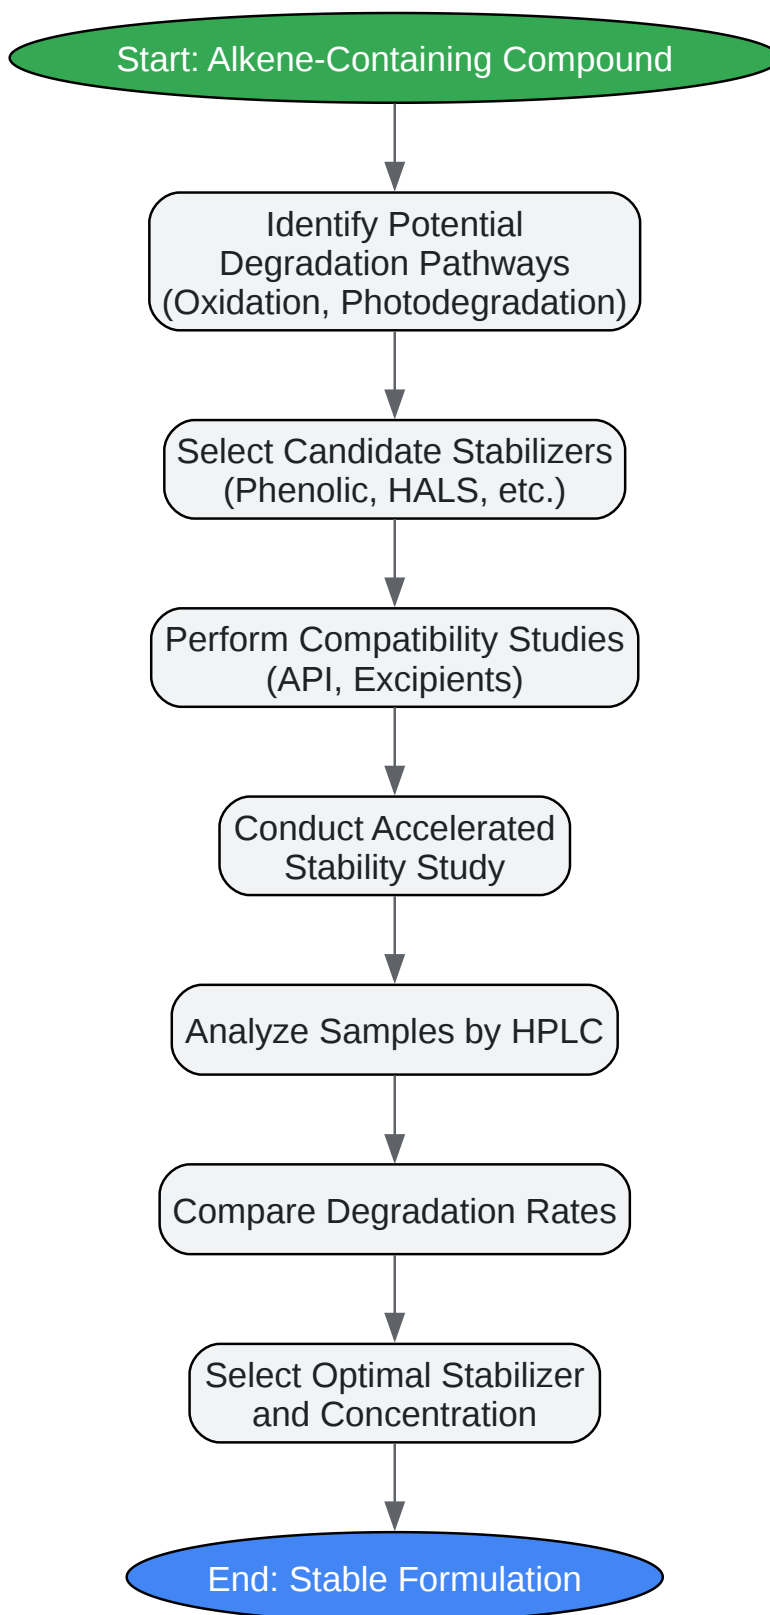 Start: Alkene-Containing Compound
Identify Potential
Degradation Pathways
(Oxidation, Photodegradation)
Select Candidate Stabilizers
(Phenolic, HALS, etc.)
Perform Compatibility Studies
(API, Excipients)
Conduct Accelerated
Stability Study
Analyze Samples by HPLC
Compare Degradation Rates
Select Optimal Stabilizer
and Concentration
End: Stable Formulation